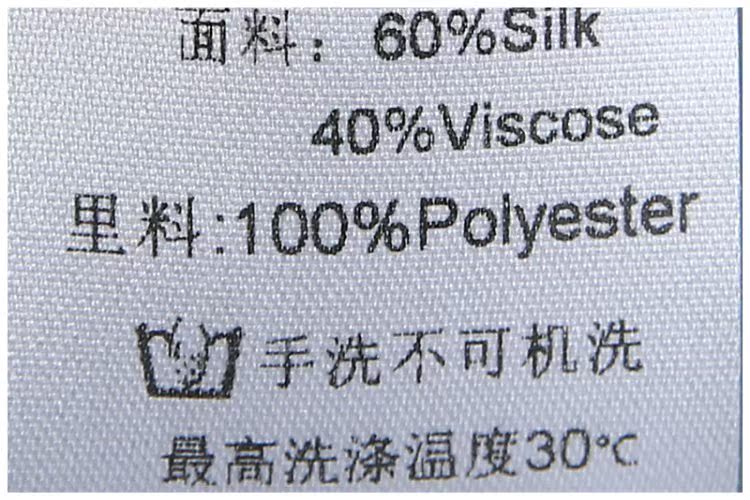 面料：60%Silk
40%Viscose
里料:100%Polyester
手洗不可机洗
最高洗涤温度30℃